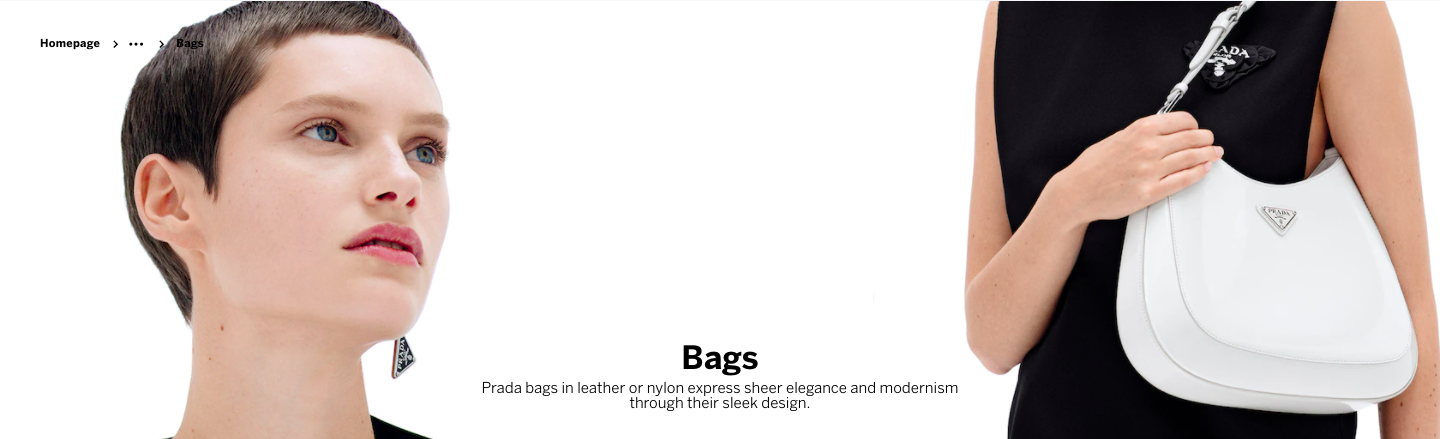 Homepage > ... > Bags
PRADA
PRADA
PRADA
Bags
Prada bags in leather or nylon express sheer elegance and modernism
through their sleek design.